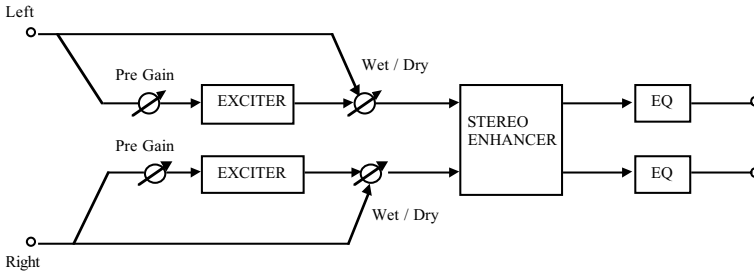 Left
Pre Gain
EXCITER
Wet / Dry
STEREO
ENHANCER
EQ
Pre Gain
EXCITER
Wet / Dry
EQ
Right